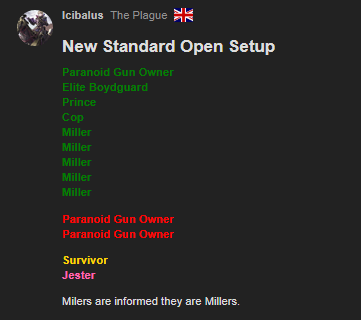 Icibalus The Plague
New Standard Open Setup
Paranoid Gun Owner
Elite Boydguard
Prince
Cop
Miller
Miller
Miller
Miller
Miller
Paranoid Gun Owner
Paranoid Gun Owner
Survivor
Jester
Milers are informed they are Millers.